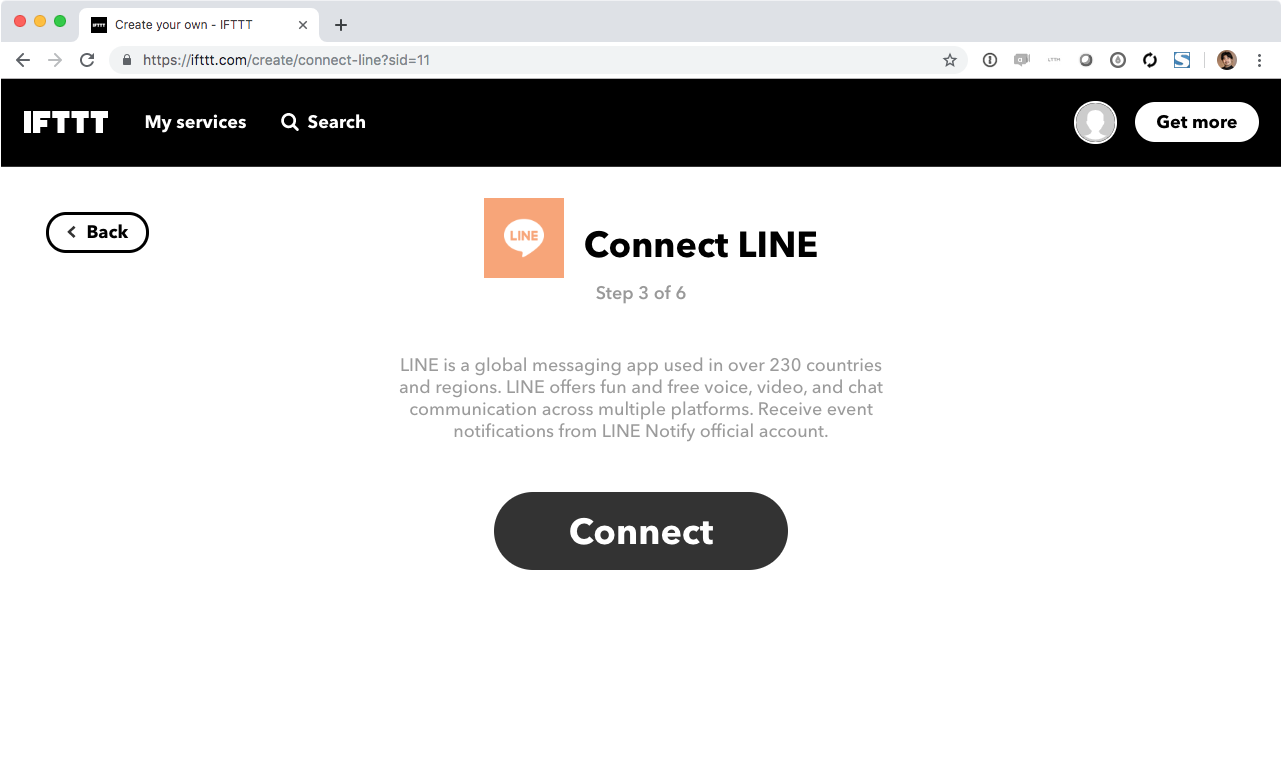 IFTTT Create your own - IFTTT
https://ifttt.com/create/connect-line?sid=11
IFTTT My services Search Get more
Back
LINE
Connect LINE
Step 3 of 6
LINE is a global messaging app used in over 230 countries
and regions. LINE offers fun and free voice, video, and chat
communication across multiple platforms. Receive event
notifications from LINE Notify official account.
Connect